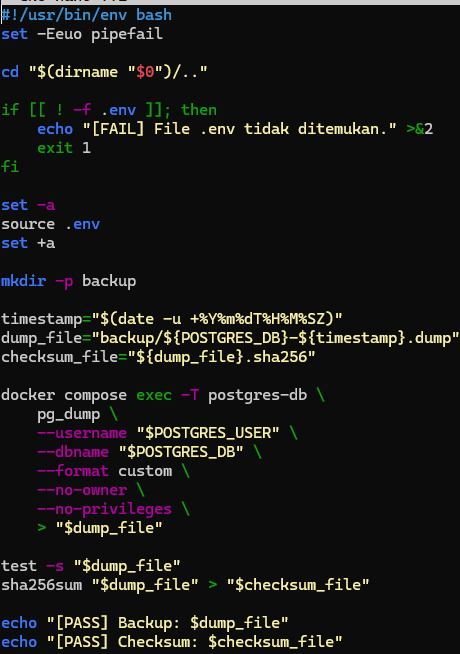 #!/usr/bin/env bash
set -Eeuo pipefail

cd "$(dirname "$0")/.."

if [[ ! -f .env ]]; then
    echo "[FAIL] File .env tidak ditemukan." >&2
    exit 1
fi

set -a
source .env
set +a

mkdir -p backup

timestamp="$(date -u +%Y%m%dT%H%M%SZ)"
dump_file="backup/${POSTGRES_DB}-${timestamp}.dump"
checksum_file="${dump_file}.sha256"

docker compose exec -T postgres-db \
    pg_dump \
    --username "$POSTGRES_USER" \
    --dbname "$POSTGRES_DB" \
    --format custom \
    --no-owner \
    --no-privileges \
    > "$dump_file"

test -s "$dump_file"
sha256sum "$dump_file" > "$checksum_file"

echo "[PASS] Backup: $dump_file"
echo "[PASS] Checksum: $checksum_file"